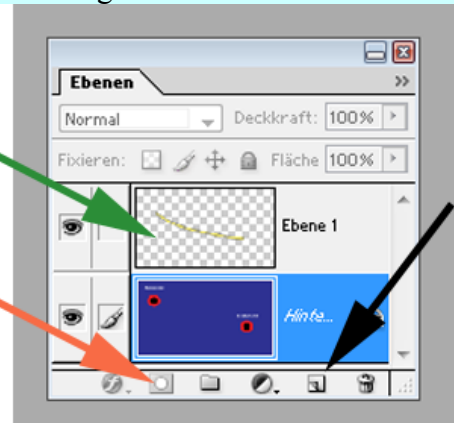 Ebenen
Normal Deckkraft: 100%
Fixieren: Fläche 100%
Ebene 1
Hinte...